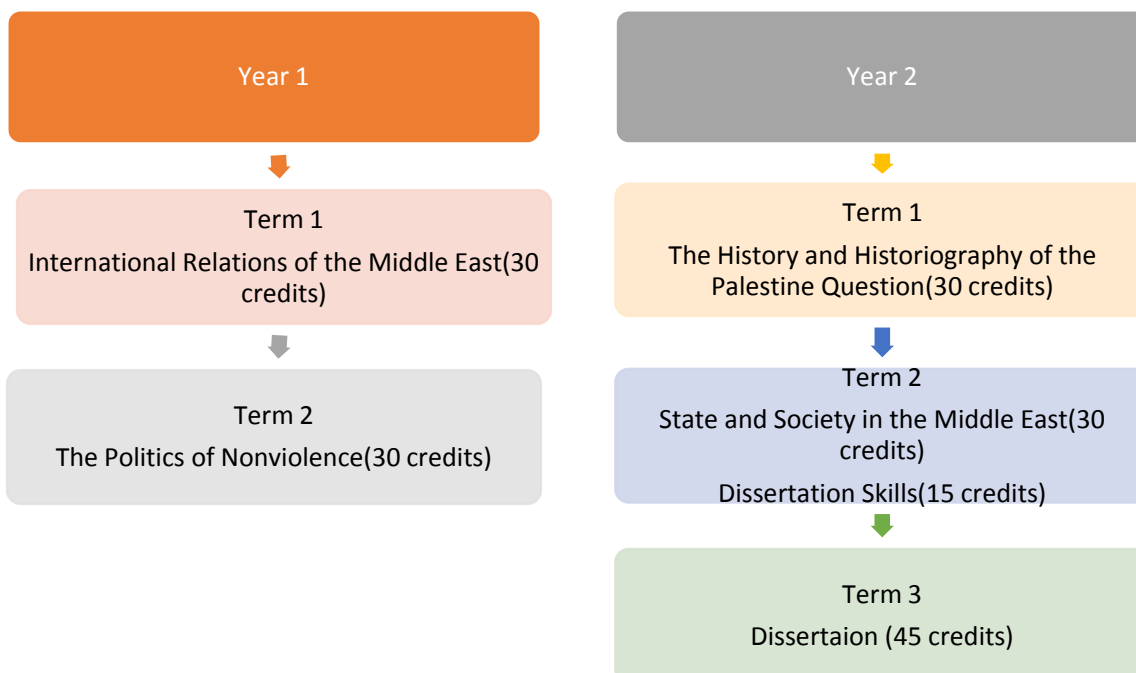 Year 1
Term 1
International Relations of the Middle East(30
credits)
Term 2
The Politics of Nonviolence(30 credits)
Year 2
Term 1
The History and Historiography of the
Palestine Question(30 credits)
Term 2
State and Society in the Middle East(30
credits)
Dissertation Skills(15 credits)
Term 3
Dissertaion (45 credits)